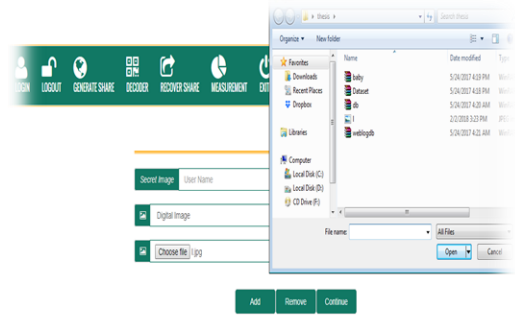 thesis
Search thesis
Organize
New folder
Name
Date modified
Type
Favorites
Downloads
Recent Places
Dropbox
Libraries
Computer
Local Disk (C:)
Local Disk (D:)
CD Drive (F:)
baby 5/24/2017 4:19 PM
Dataset 5/24/2017 4:18 PM
db 5/24/2017 4:20 AM
l 2/2/2018 3:23 PM
weblogdb 5/24/2017 4:21 AM
File name:
All Files
Open
Cancel
LOGIN
LOGOUT
GENERATE SHARE
DECODER
RECOVER SHARE
MEASUREMENT
Secret Image
User Name
Digital Image
Choose file l.jpg
Add
Remove
Continue